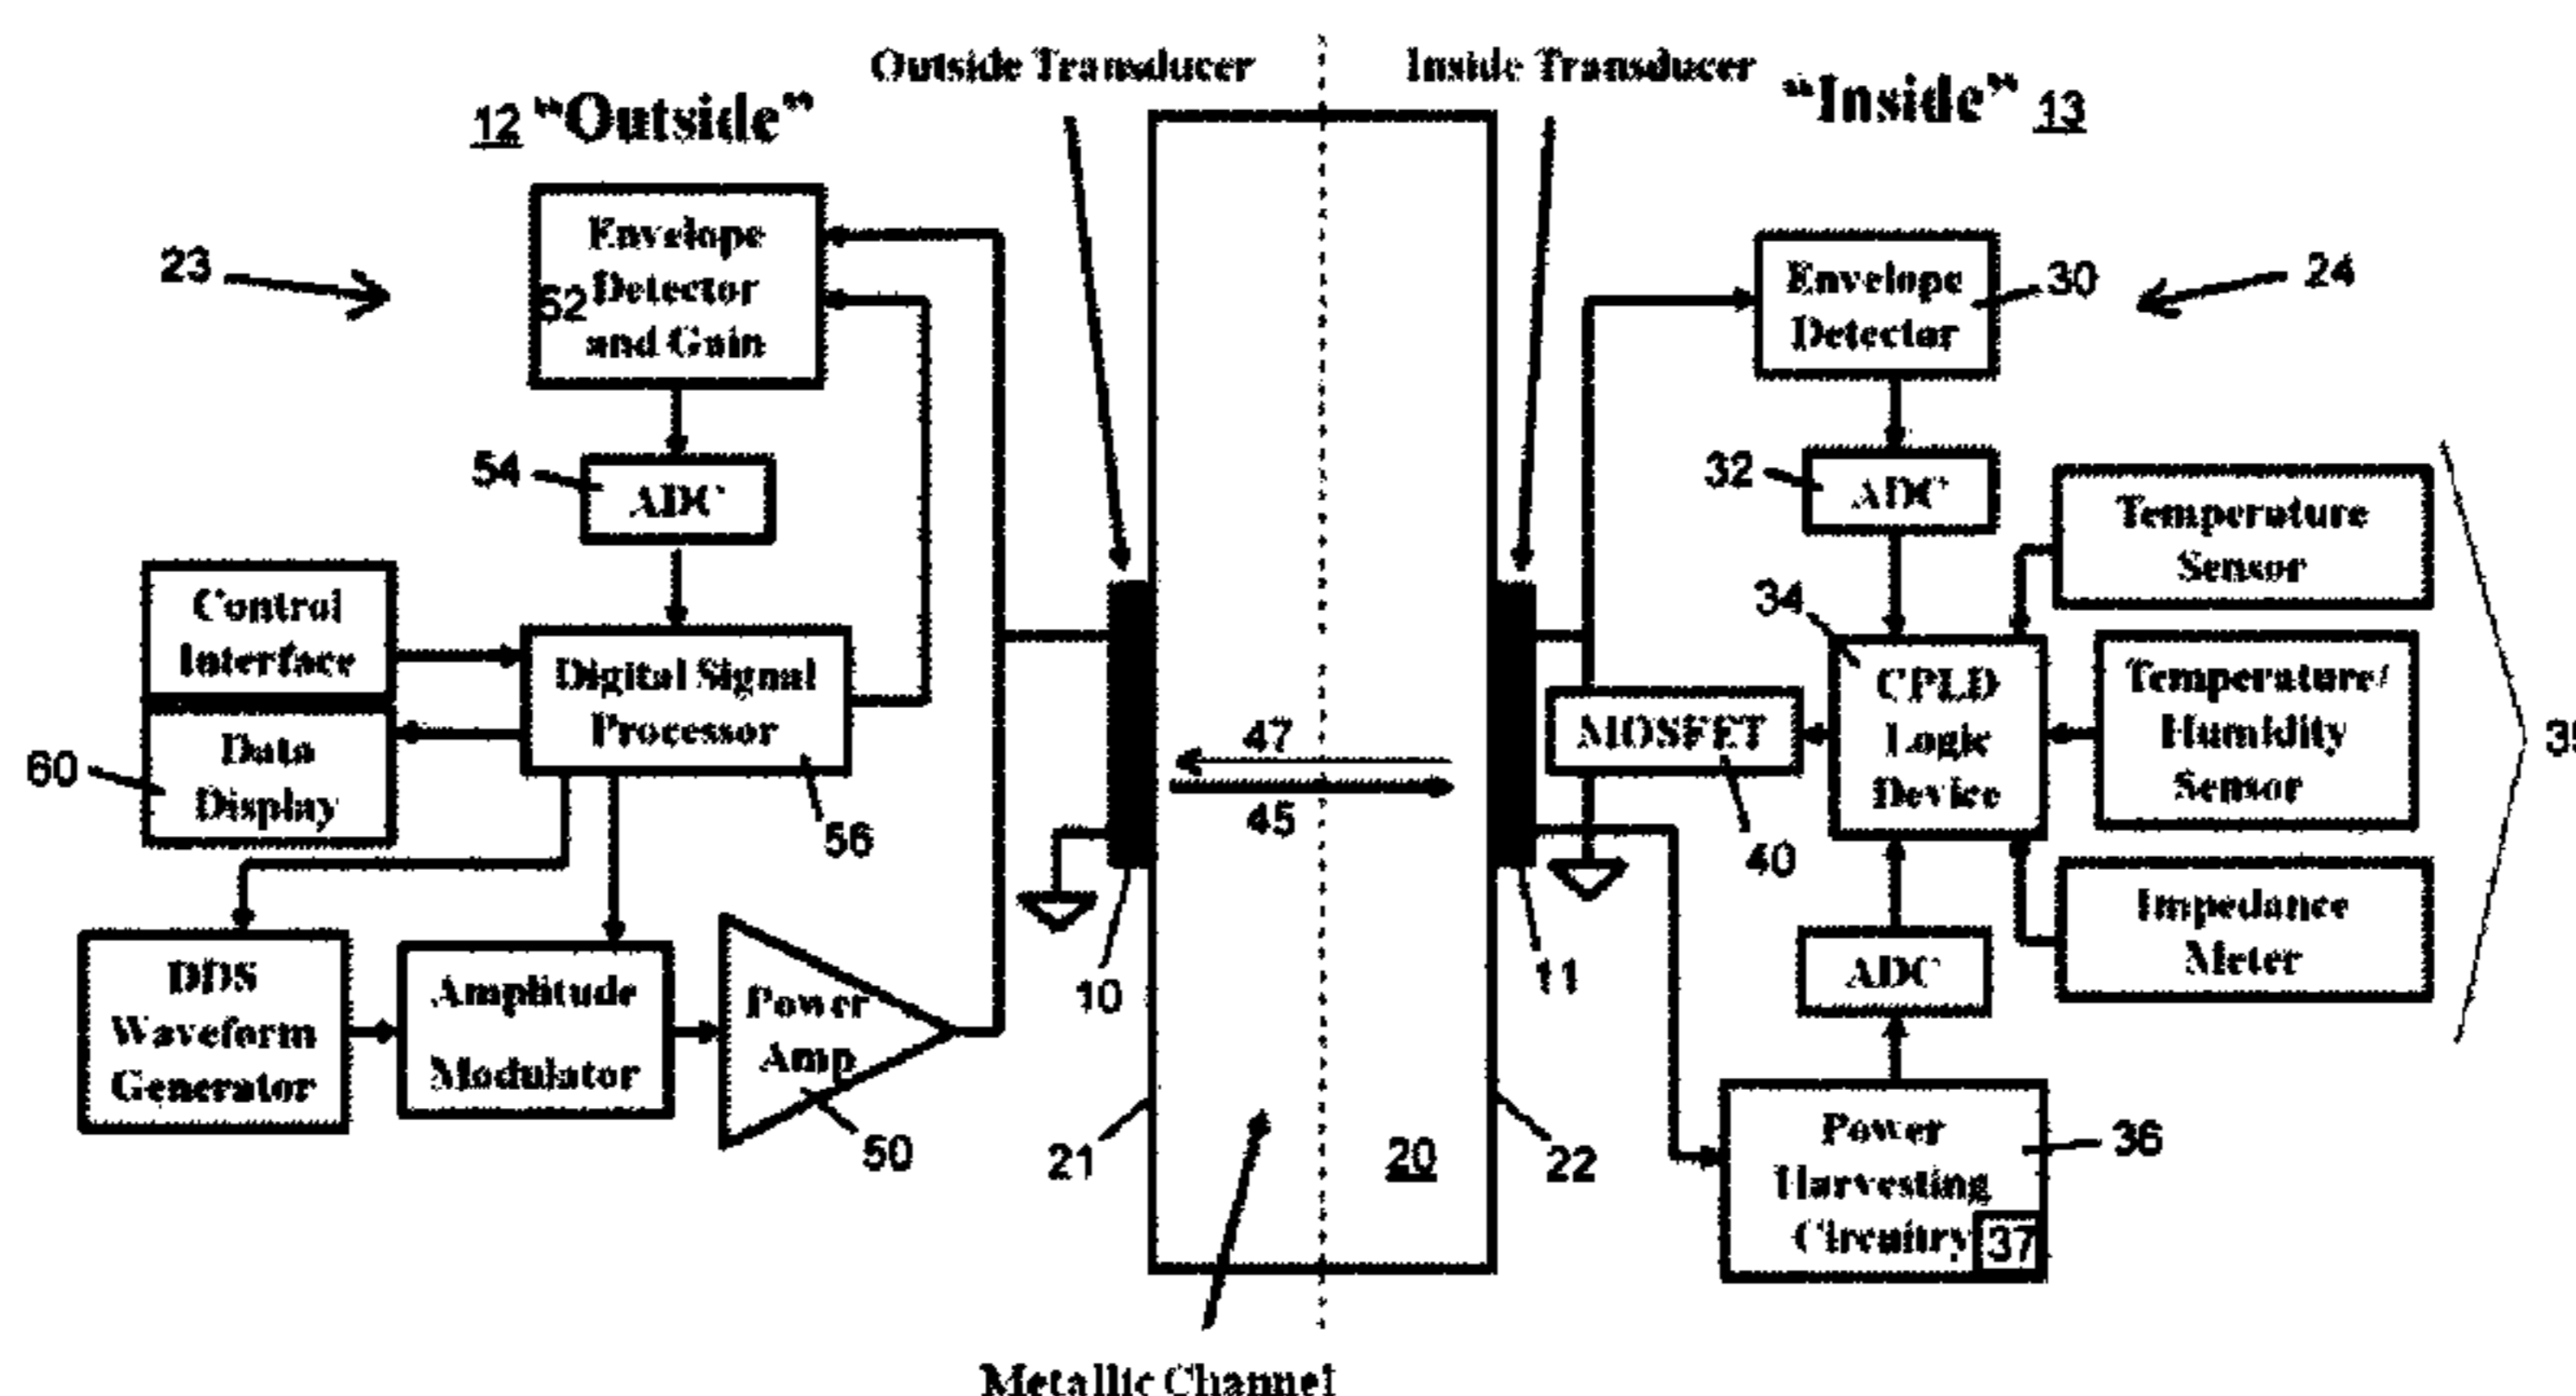 Outside Transducer
Inside Transducer
12 "Outside"
"Inside" 13
23
Envelope
52 Detector
and Gain
Envelope
Detector
30
24
54
ADC
32
ADC
Temperature
Sensor
Control
Interface
Digital Signal
Processor
56
34
CPLD
Logic
Device
MOSFET
40
Temperature/
Humidity
Sensor
60
Data
Display
47
45
Impedance
Meter
10
11
ADC
DDS
Waveform
Generator
Amplitude
Modulator
Power
Amp
50
21
20
22
Power
Harvesting
Circuitry 37
36
Metallic Channel